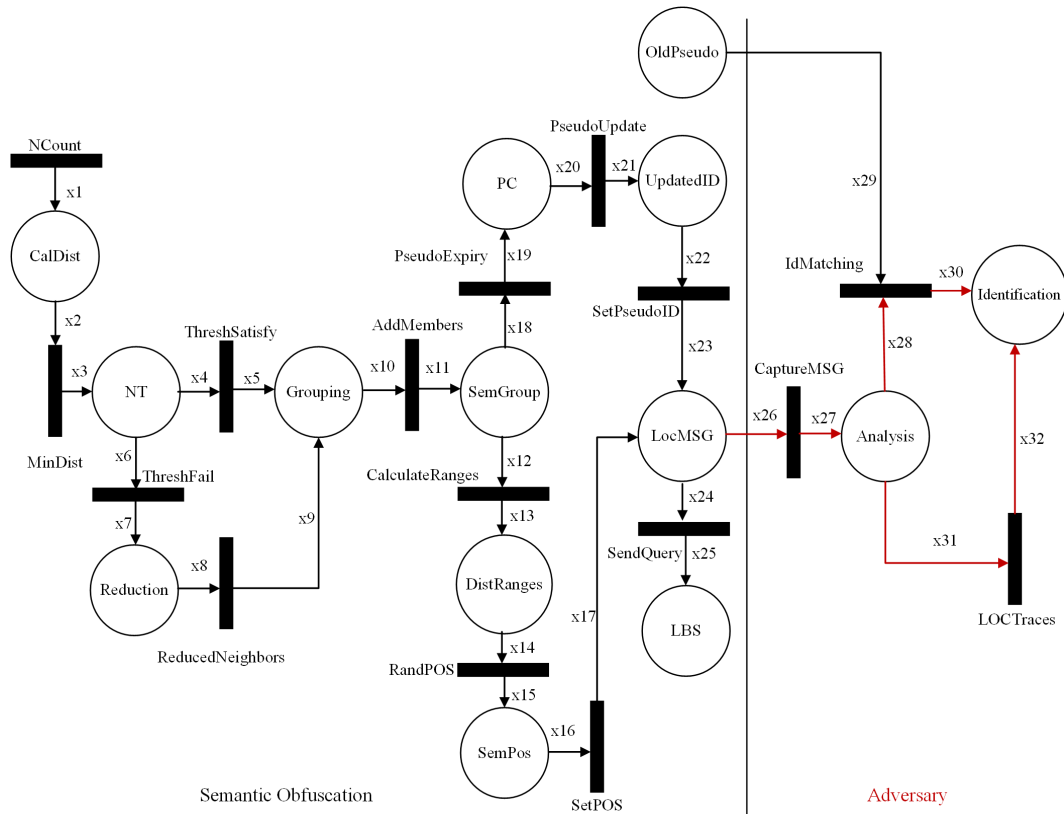 OldPseudo
PseudoUpdate
NCount
x20
x21
PC
UpdatedID
x29
x1
x19
x22
CalDist
PseudoExpiry
IdMatching
x30
Identification
SetPseudoID
x2
ThreshSatisfy
AddMembers
x18
x23
x28
x3
NT
x4
x5
Grouping
x10
x11
SemGroup
CaptureMSG
x26
x27
LocMSG
Analysis
x32
x6
x12
MinDist
ThreshFail
CalculateRanges
x24
x7
x9
x13
x31
SendQuery
x25
x8
Reduction
DistRanges
x17
LOCTraces
LBS
ReducedNeighbors
x14
RandPOS
x15
x16
SemPos
SetPOS
Semantic Obfuscation
Adversary